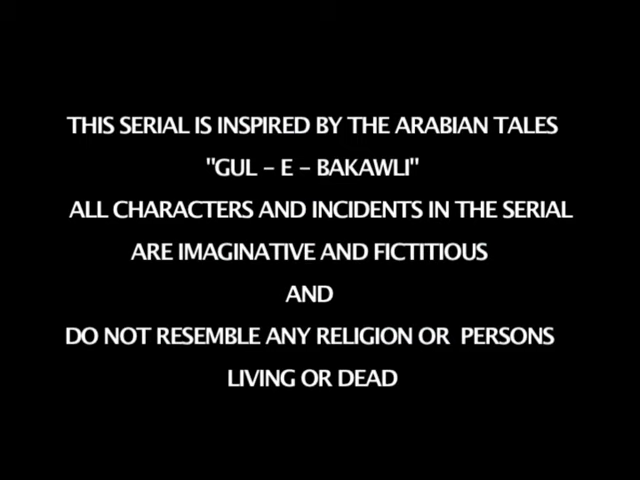 THIS SERIAL IS INSPIRED BY THE ARABIAN TALES
"GUL - E - BAKAWLI"
ALL CHARACTERS AND INCIDENTS IN THE SERIAL
ARE IMAGINATIVE AND FICTITIOUS
AND
DO NOT RESEMBLE ANY RELIGION OR PERSONS
LIVING OR DEAD